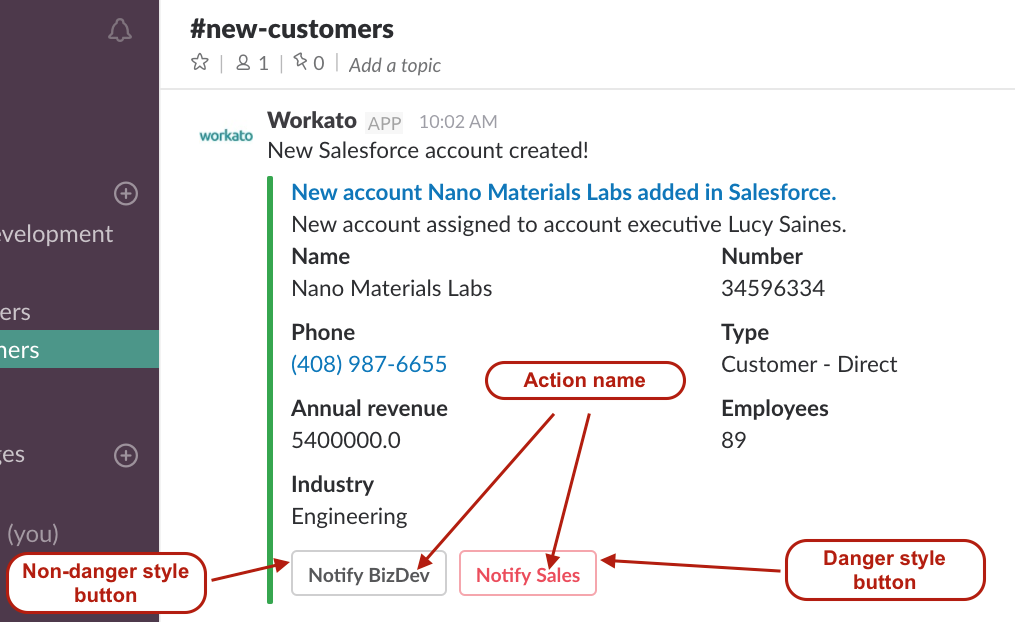 #new-customers
1
0
Add a topic
workato
Workato APP 10:02 AM
New Salesforce account created!
New account Nano Materials Labs added in Salesforce.
New account assigned to account executive Lucy Saines.
Name
Number
Nano Materials Labs
34596334
Phone
Type
(408) 987-6655
Customer - Direct
Action name
Annual revenue
Employees
5400000.0
89
Industry
Engineering
Notify BizDev
Notify Sales
Non-danger style
button
Danger style
button
evelopment
ers
ners
ges
(you)